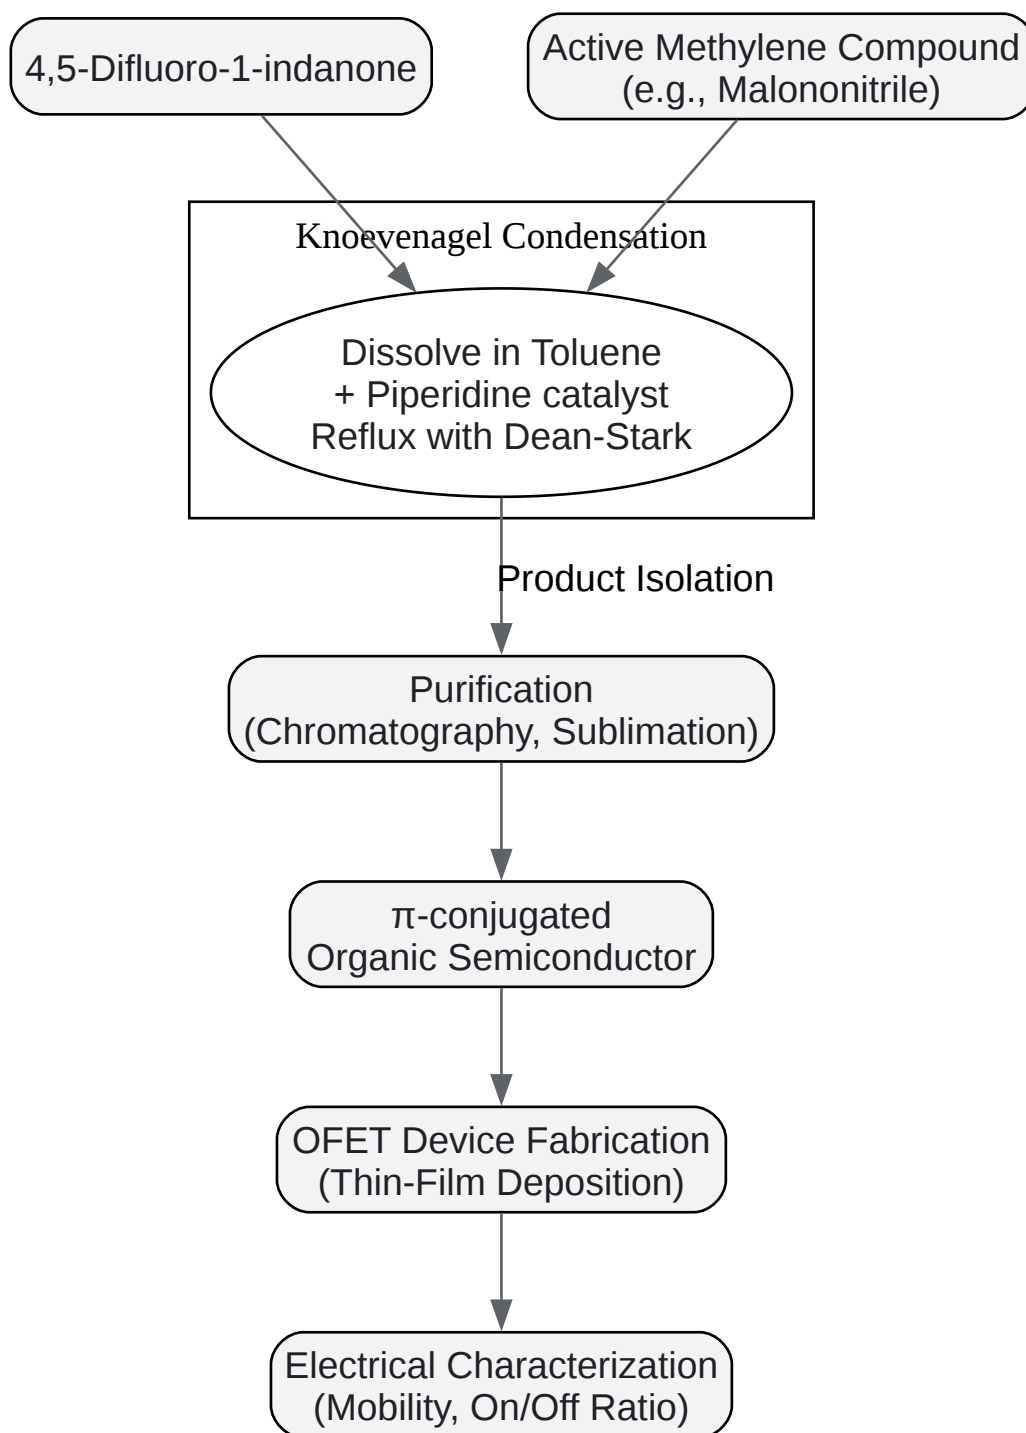 4,5-Difluoro-1-indanone
Active Methylene Compound
(e.g., Malononitrile)
Knoevenagel Condensation
Dissolve in Toluene
+ Piperidine catalyst
Reflux with Dean-Stark
Product Isolation
Purification
(Chromatography, Sublimation)
π-conjugated
Organic Semiconductor
OFET Device Fabrication
(Thin-Film Deposition)
Electrical Characterization
(Mobility, On/Off Ratio)